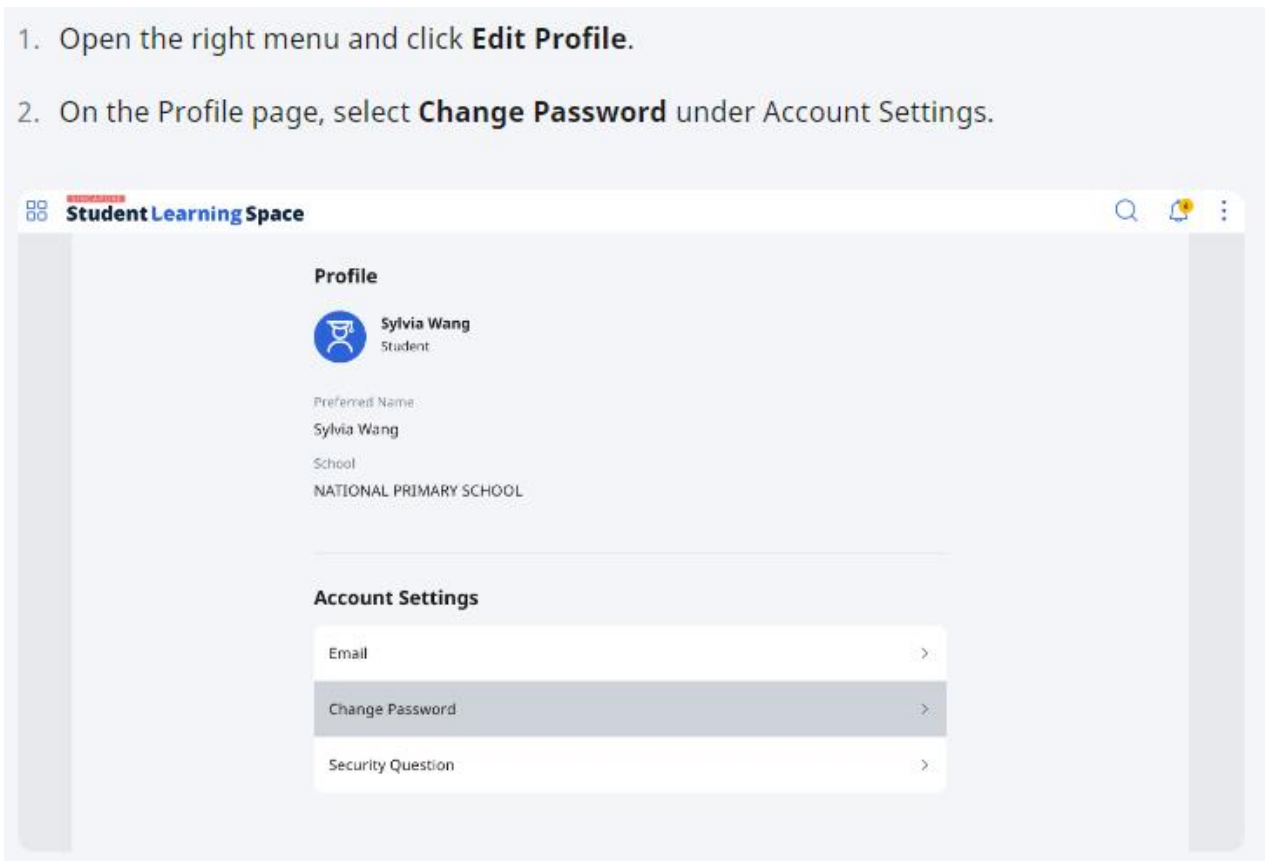 1. Open the right menu and click Edit Profile.
2. On the Profile page, select Change Password under Account Settings.
SINGAPORE
Student Learning Space
Profile
Sylvia Wang
Student
Preferred Name
Sylvia Wang
School
NATIONAL PRIMARY SCHOOL
Account Settings
Email
Change Password
Security Question